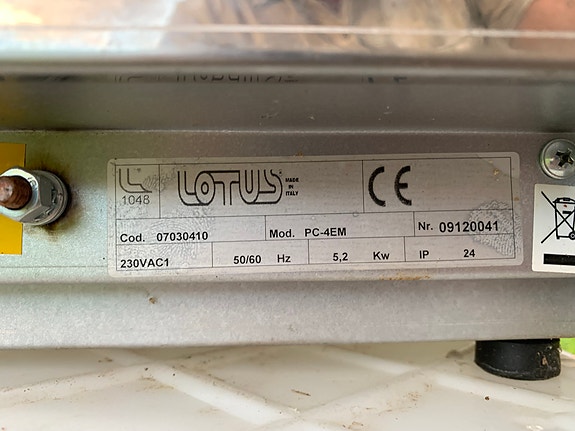 1048
LOTUS
MADE
IN
ITALY
CE
Cod. 07030410 Mod. PC-4EM Nr. 09120041
230VAC1 50/60 Hz 5,2 Kw IP 24